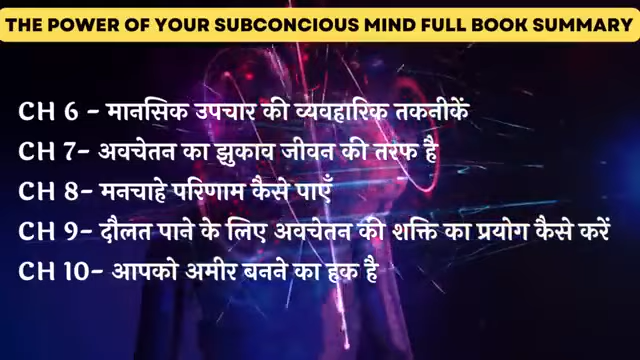 THE POWER OF YOUR SUBCONCIOUS MIND FULL BOOK SUMMARY
CH 6 - मानसिक उपचार की व्यवहारिक तकनीकें
CH 7- अवचेतन का झुकाव जीवन की तरफ है
CH 8- मनचाहे परिणाम कैसे पाएँ
CH 9- दौलत पाने के लिए अवचेतन की शक्ति का प्रयोग कैसे करें
CH 10- आपको अमीर बनने का हक है